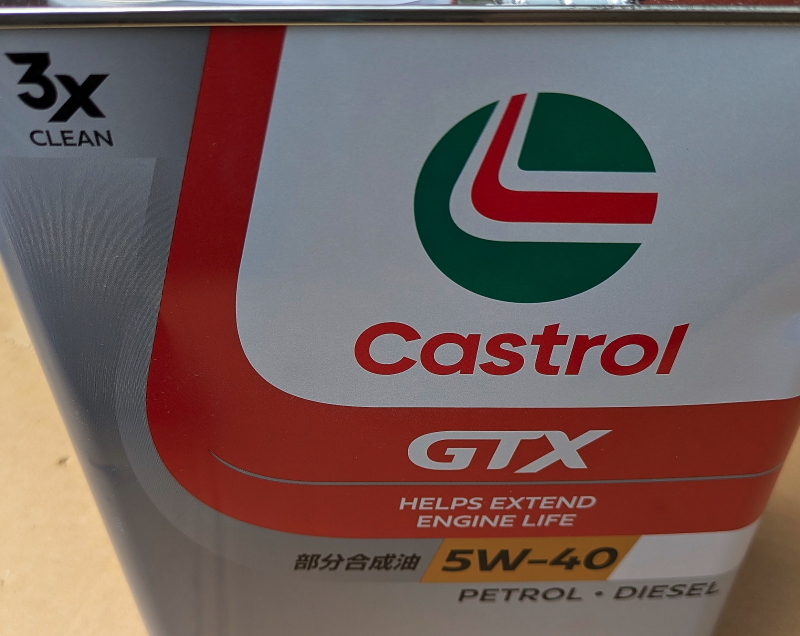 3X
CLEAN
Castrol
GTX
HELPS EXTEND
ENGINE LIFE
部分合成油 5W-40
PETROL • DIESEL